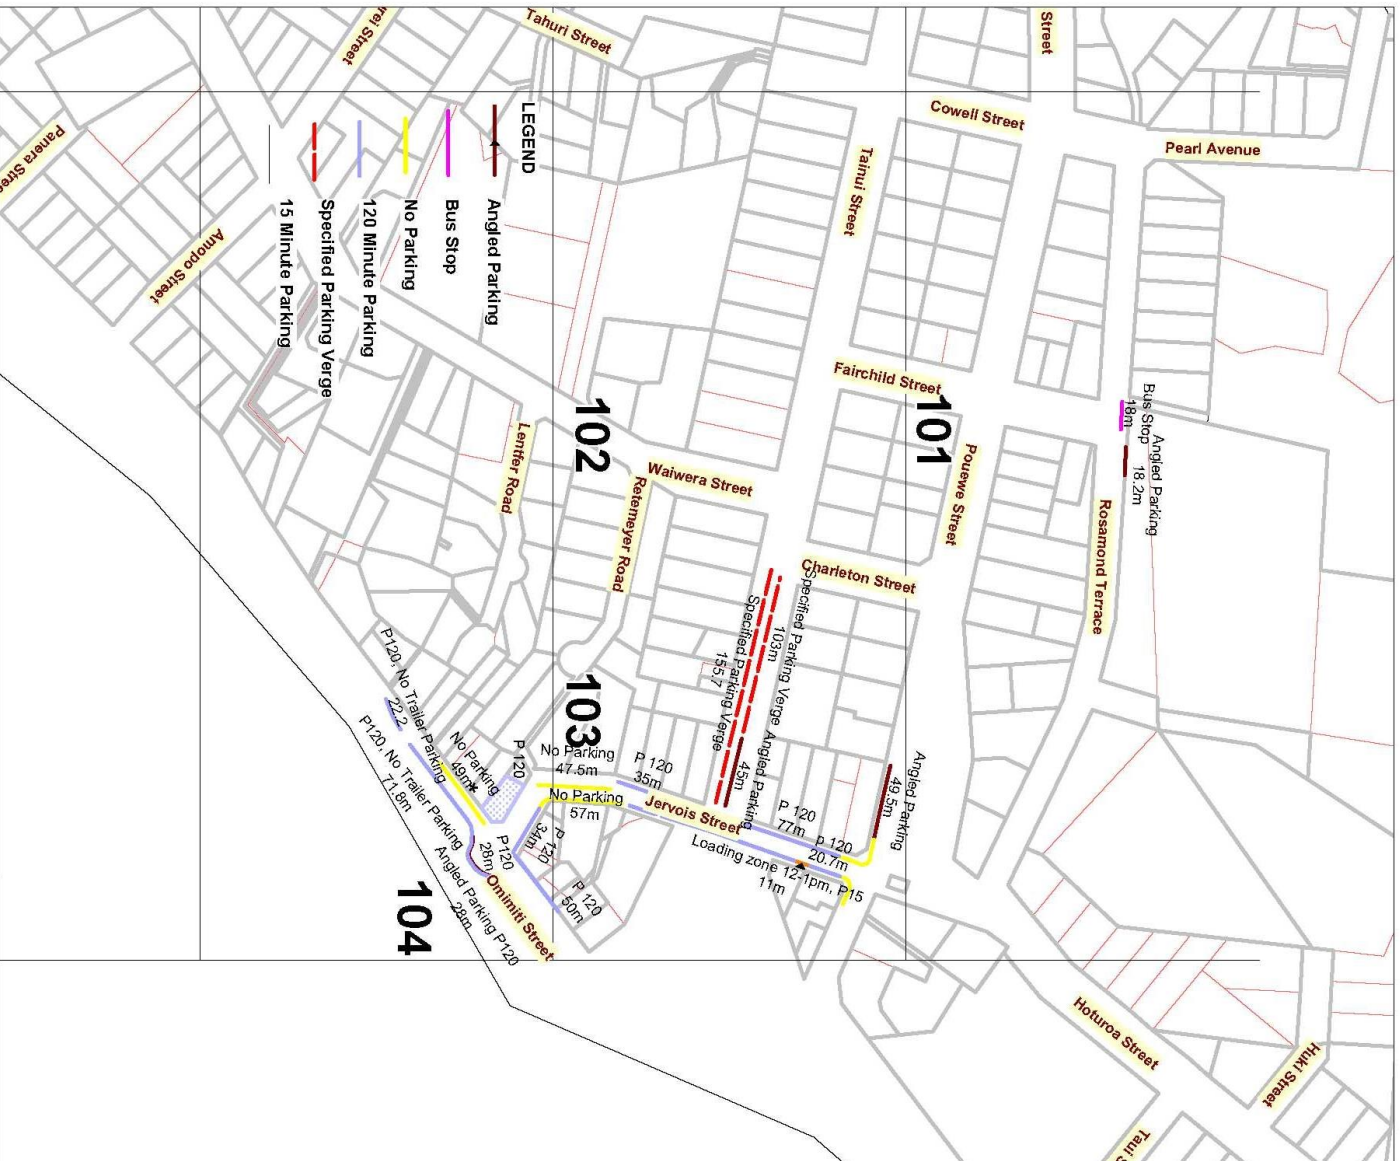 Tahuri Street
Street
Cowell Street
Pearl Avenue
Panera Street
Amopo Street
Tainui Street
LEGEND
Angled Parking
Bus Stop
No Parking
120 Minute Parking
Specified Parking Verge
15 Minute Parking
Fairchild Street
101
102
Bus Stop
18m
Angled Parking
18.2m
Lentfer Road
Retemeyer Road
Waiwera Street
Pouewe Street
Rosamond Terrace
Charleton Street
Specified Parking Verge
103m
Specified Parking Verge
155.7
Angled Parking
45m
Angled Parking
49.5m
103
P120, No Trailer Parking
22.2
P120, No Trailer Parking
71.8m
No Parking
49m*
P 120
No Parking
47.5m
No Parking
57m
P 120
35m
Jervois Street
P 120
77m
p 120
20.7m
Loading zone 12-1pm, P15
11m
P 120
34m
P120
28m
P 120
50m
Angled Parking P120
28m
Omimiti Street
104
Hoturoa Street
Huki Street
Taui S